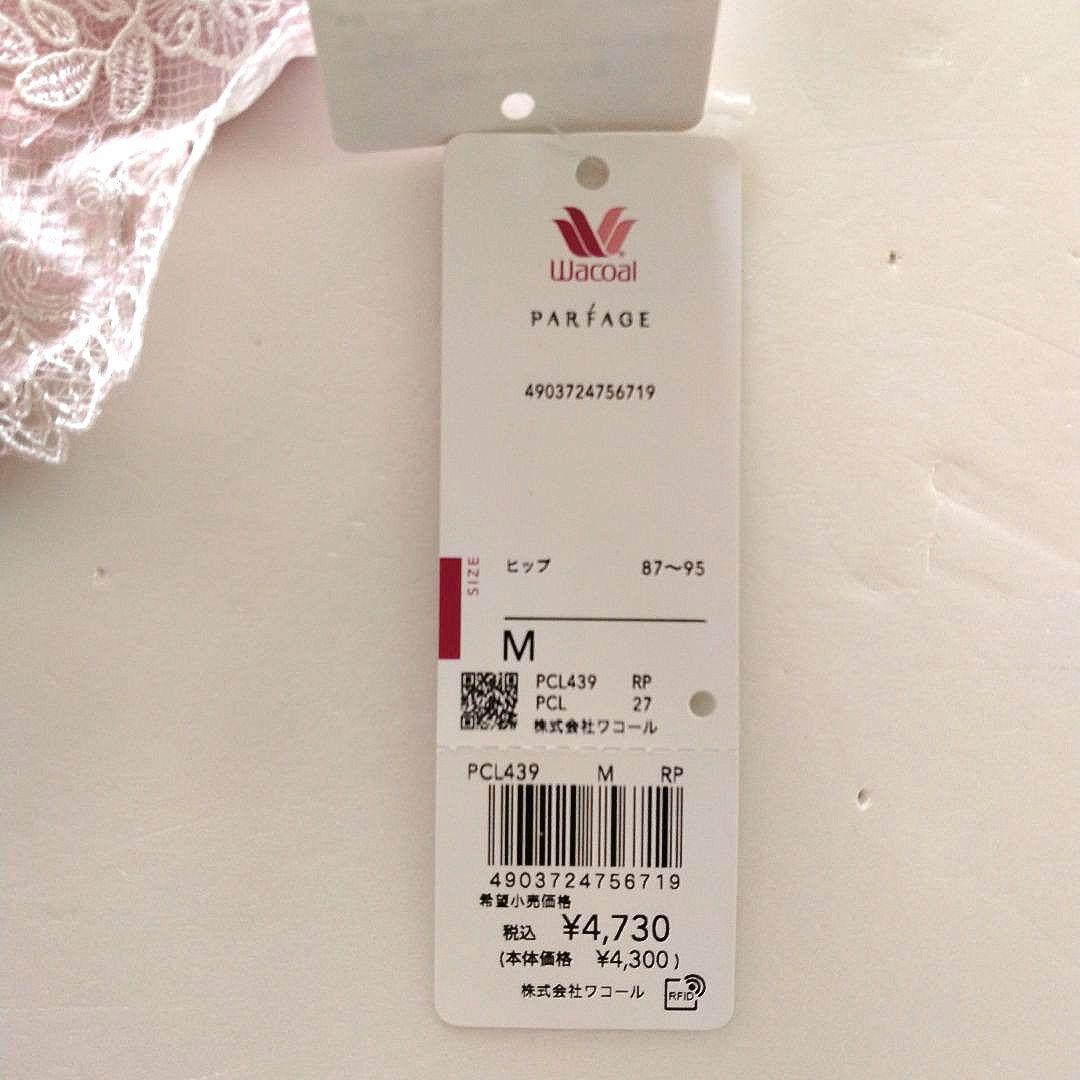 Wacoal
PARFAGE
4903724756719
SIZE
ヒップ 87〜95
M
PCL439 RP
PCL 27
株式会社ワコール
PCL439 M RP
4903724756719
希望小売価格
税込 ¥4,730
(本体価格 ¥4,300)
株式会社ワコール
RFID